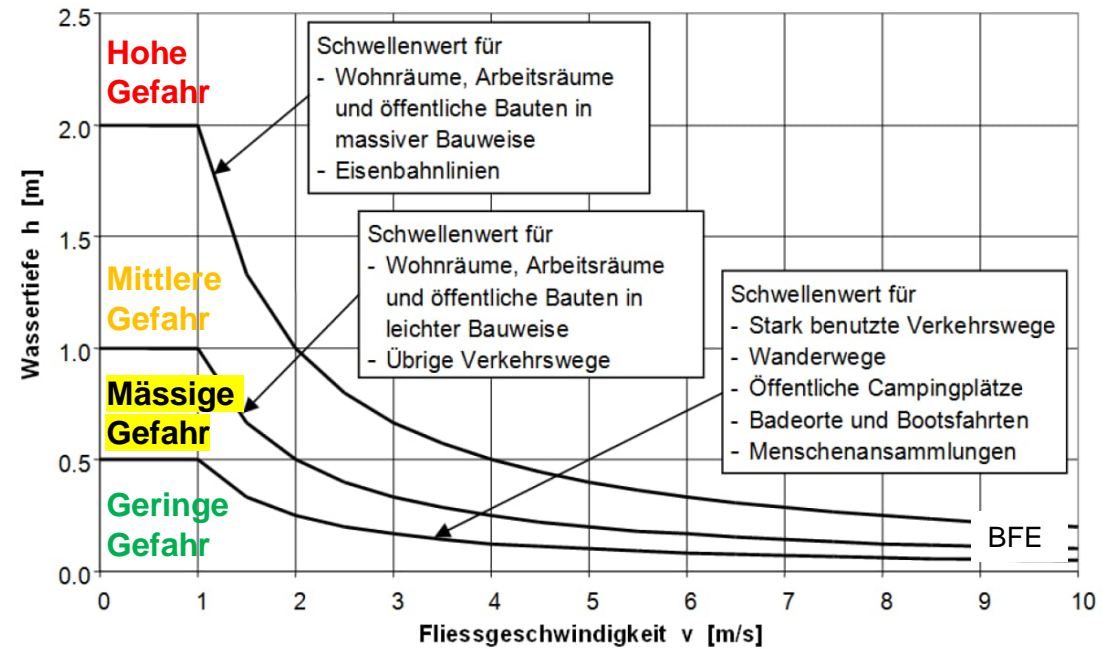 2.5
2.0
1.5
1.0
0.5
0.0
Wassertiefe h [m]
Hohe
Gefahr
Mittlere
Gefahr
Mässige
Gefahr
Geringe
Gefahr
Schwellenwert für
- Wohnräume, Arbeitsräume
und öffentliche Bauten in
massiver Bauweise
- Eisenbahnlinien
Schwellenwert für
- Wohnräume, Arbeitsräume
und öffentliche Bauten in
leichter Bauweise
- Übrige Verkehrswege
Schwellenwert für
- Stark benutzte Verkehrswege
- Wanderwege
- Öffentliche Campingplätze
- Badeorte und Bootsfahrten
- Menschenansammlungen
BFE
0 1 2 3 4 5 6 7 8 9 10
Fliessgeschwindigkeit v [m/s]